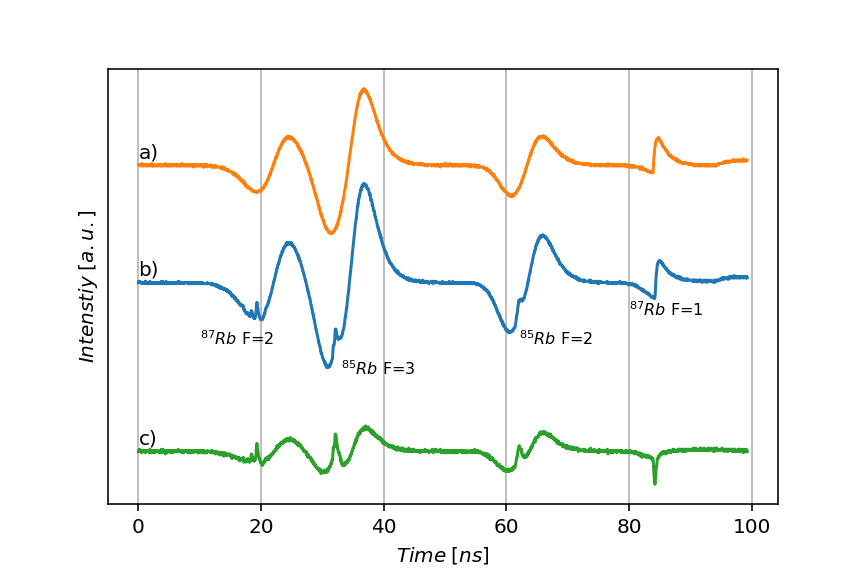 a)
b)
⁸⁷Rb F=1
⁸⁷Rb F=2
⁸⁵Rb F=2
⁸⁵Rb F=3
c)
0 20 40 60 80 100
Time [ns]
Intenstiy [a. u. ]